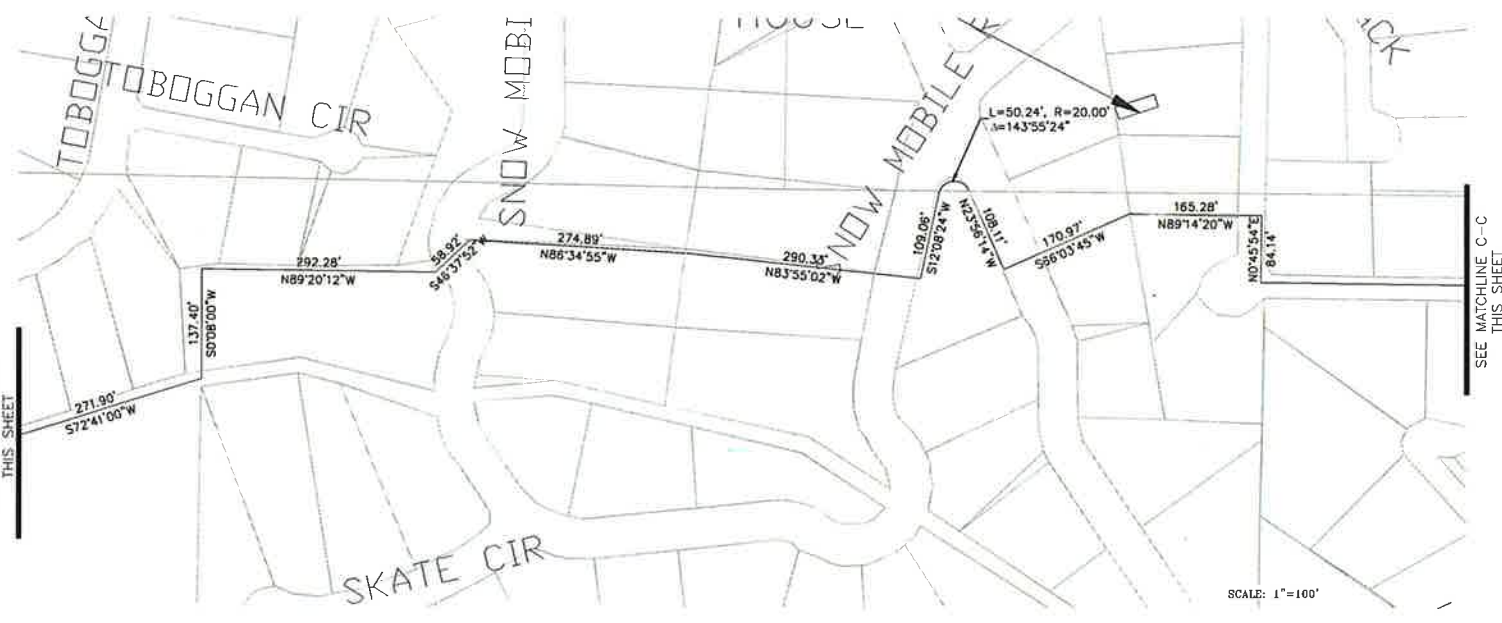 TOBOGGAN CIR
SNOW MOBI
SNOW MOBILE
L=50.24', R=20.00'
Δ=143°55'24"
165.28'
N89°14'20"W
N0°45'54"E
84.14'
170.97'
S66°03'45"W
108.11'
N23°56'14"W
109.06'
S12°08'24"W
290.33'
N83°55'02"W
274.89'
N86°34'55"W
58.92'
S46°37'52"W
292.28'
N89°20'12"W
137.40'
S0°08'00"W
271.90'
S72°41'00"W
THIS SHEET
SEE MATCHLINE C-C
THIS SHEET
SKATE CIR
SCALE: 1"=100'